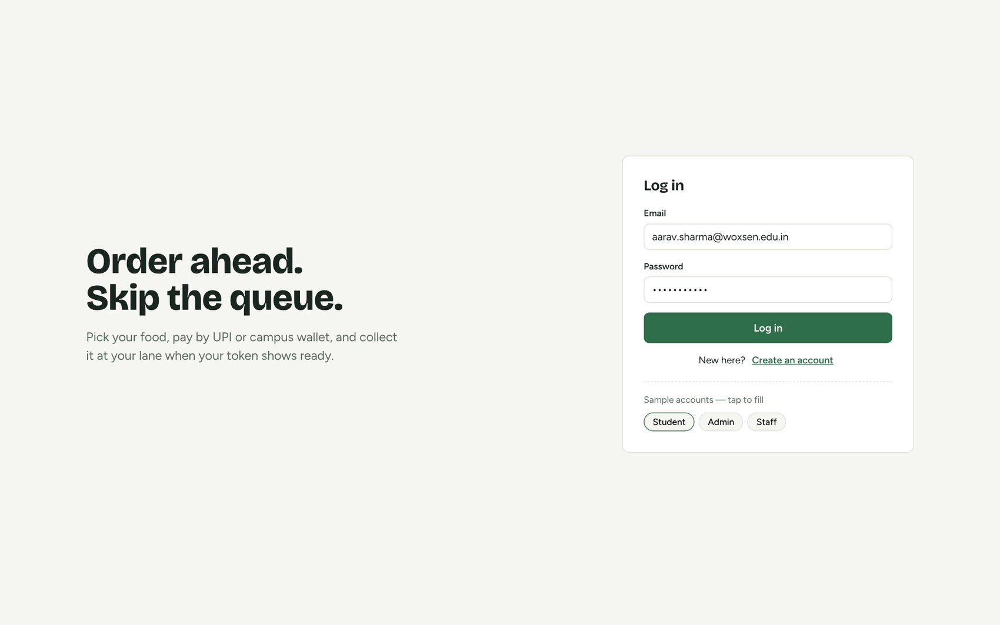 Order ahead.
Skip the queue.
Pick your food, pay by UPI or campus wallet, and collect
it at your lane when your token shows ready.
Log in
Email
aarav.sharma@woxsen.edu.in
Password
•••••••••••
Log in
New here? Create an account
Sample accounts — tap to fill
Student Admin Staff